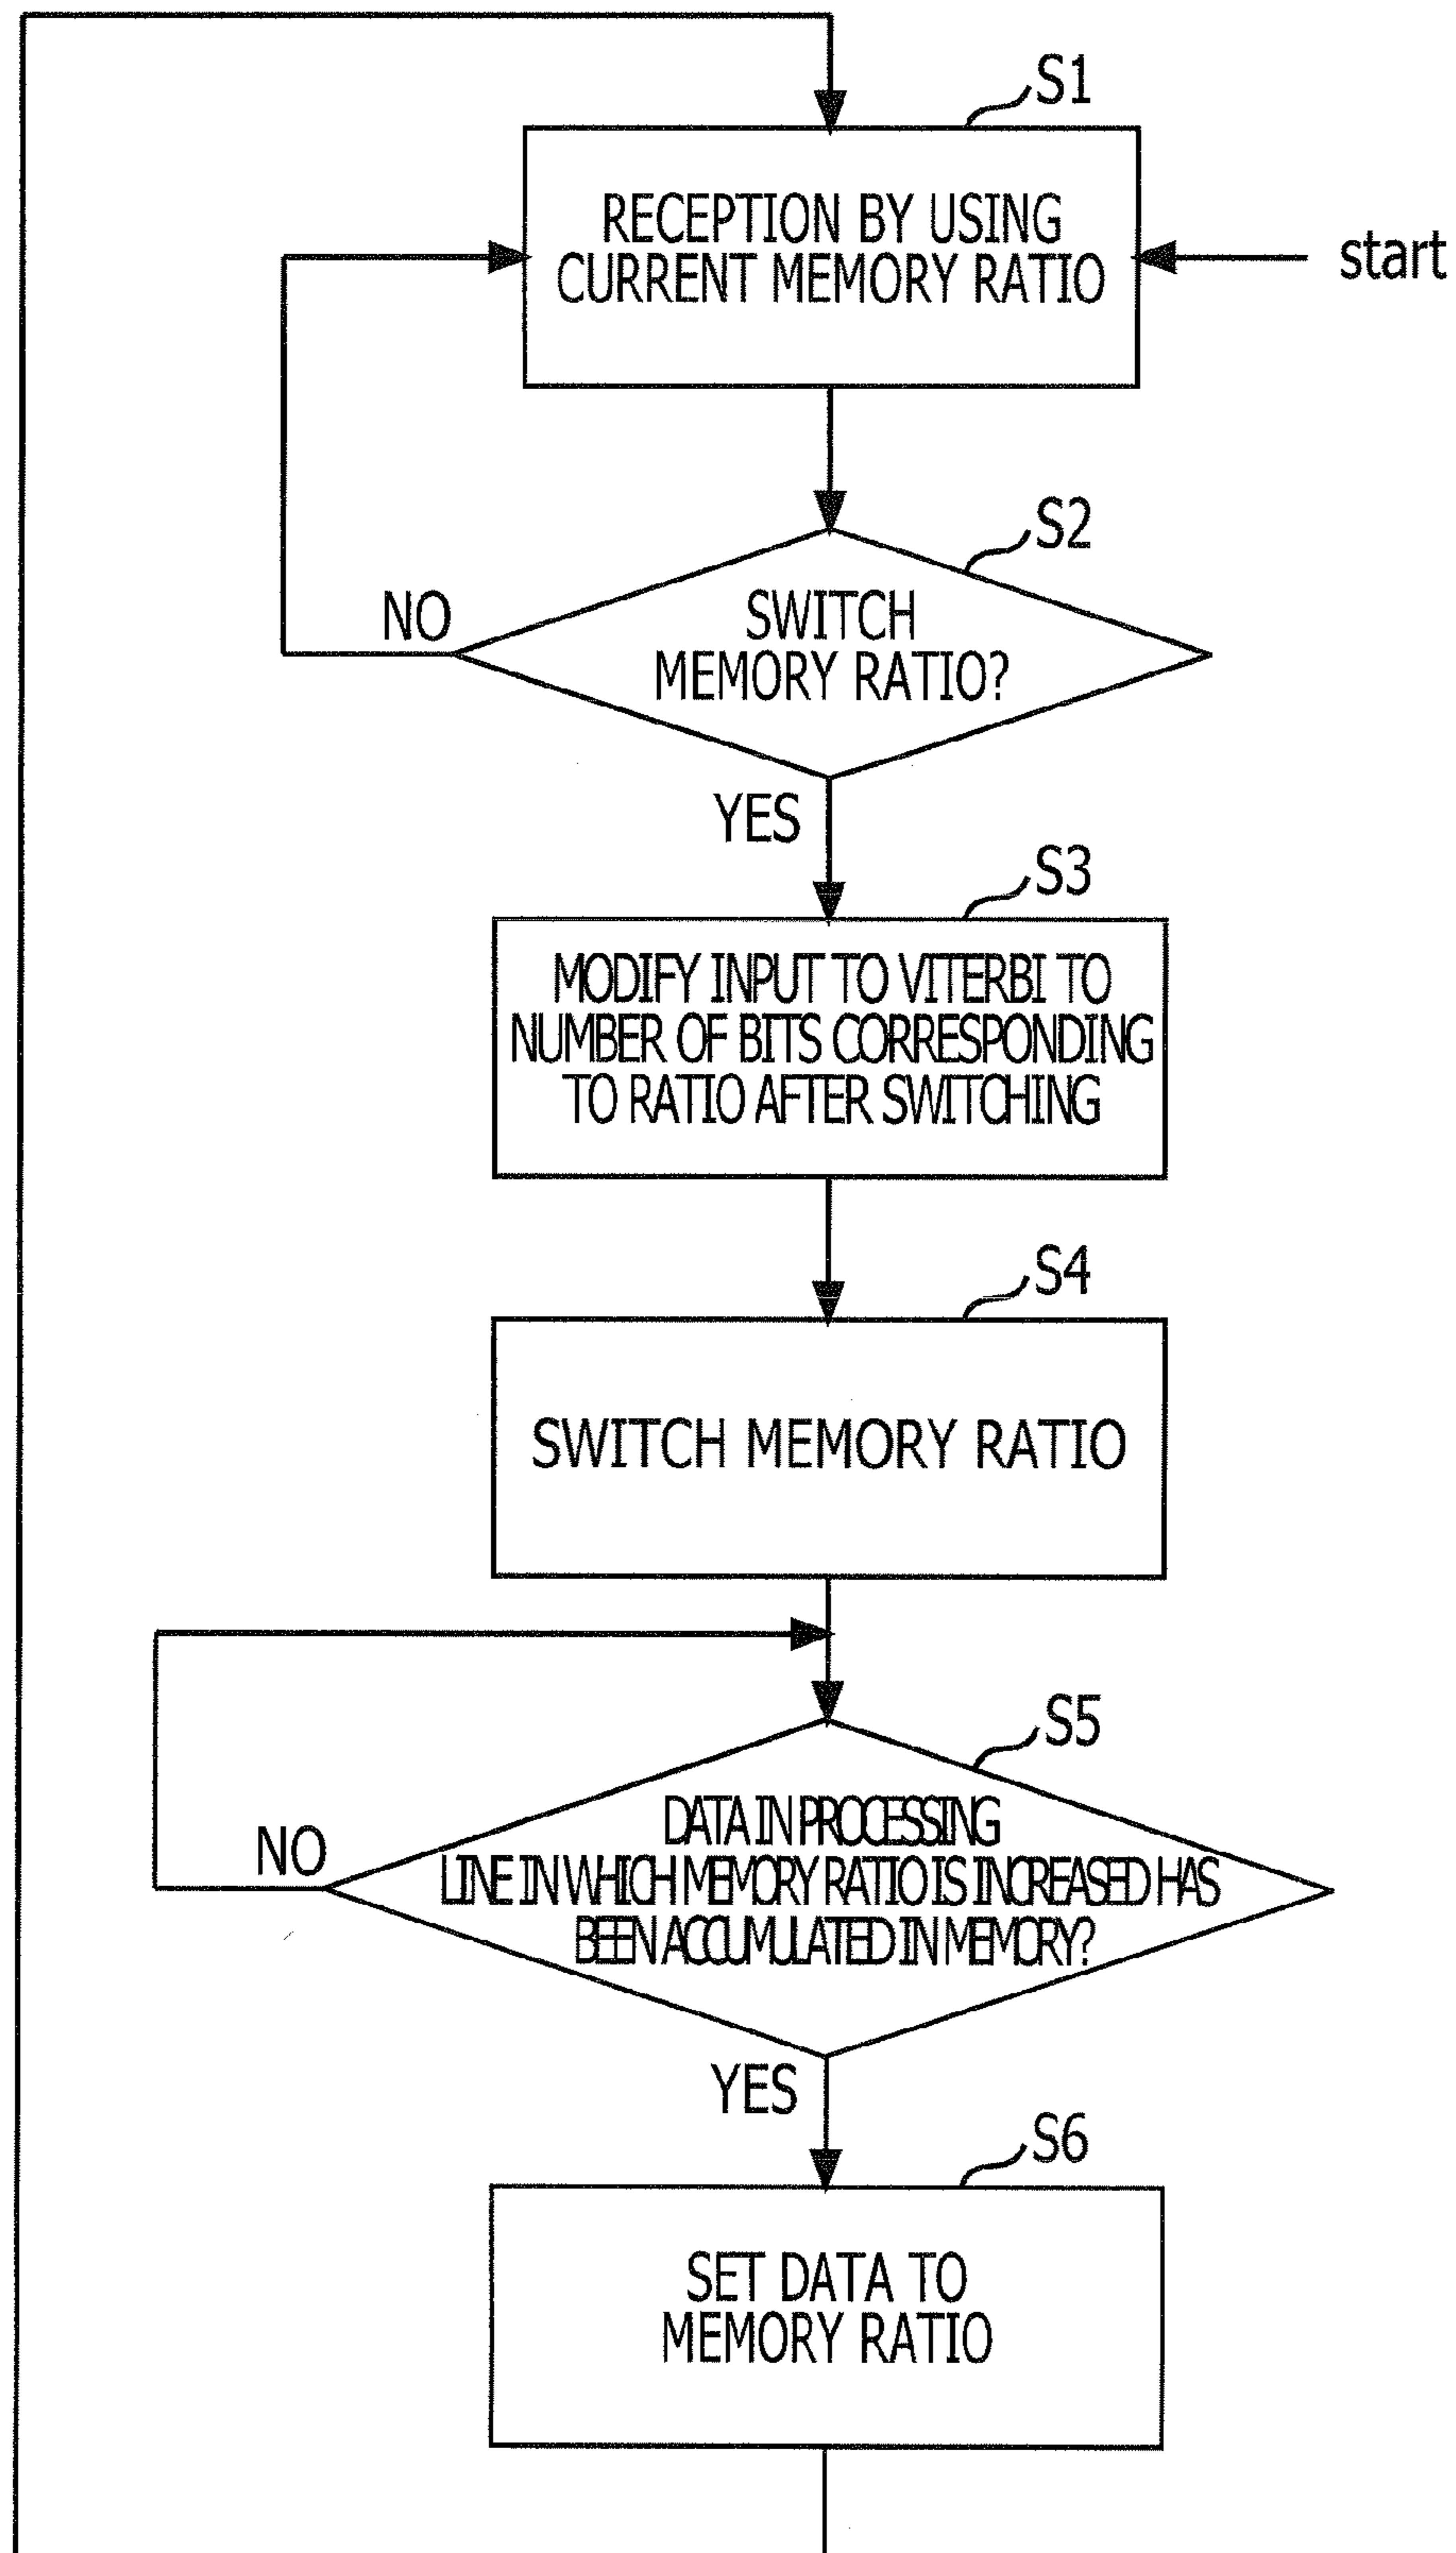 S1
RECEPTION BY USING
CURRENT MEMORY RATIO
start
S2
SWITCH
MEMORY RATIO?
NO
YES
S3
MODIFY INPUT TO VITERBI TO
NUMBER OF BITS CORRESPONDING
TO RATIO AFTER SWITCHING
S4
SWITCH MEMORY RATIO
S5
DATA IN PROCESSING
LINE IN WHICH MEMORY RATIO IS INCREASED HAS
BEEN ACCUMULATED IN MEMORY?
NO
YES
S6
SET DATA TO
MEMORY RATIO